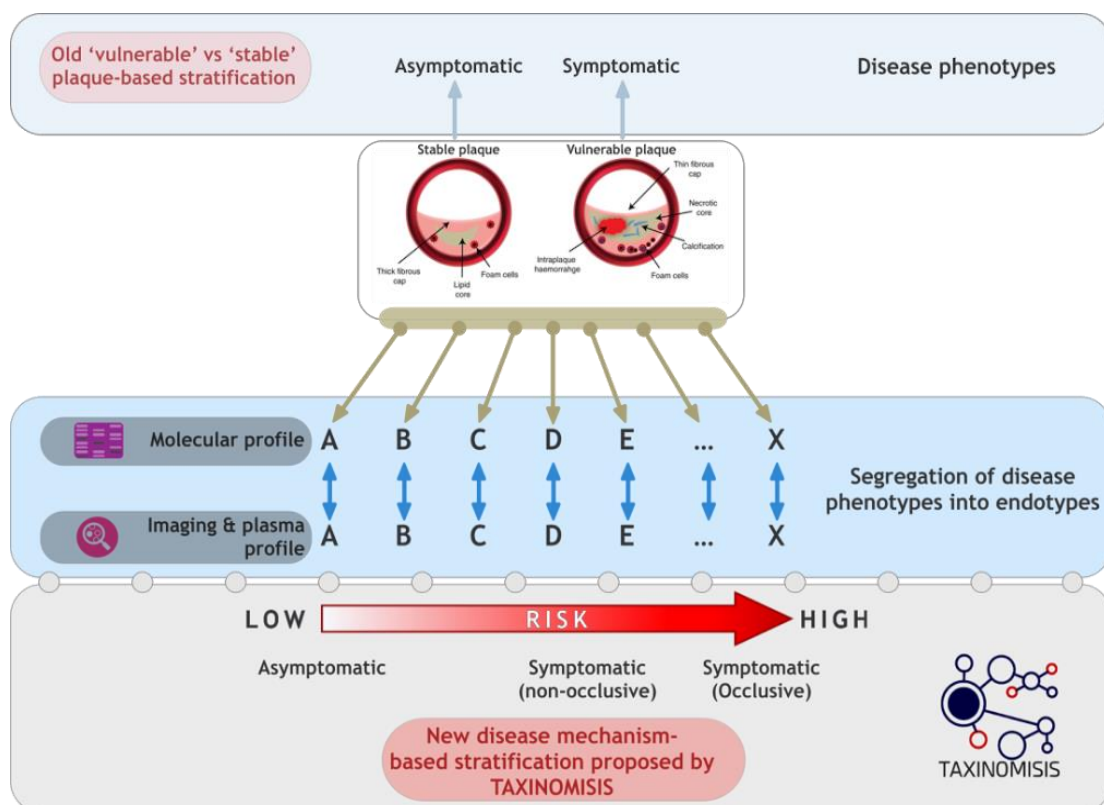 Old ‘vulnerable’ vs ‘stable’
plaque-based stratification
Asymptomatic
Symptomatic
Disease phenotypes
Stable plaque
Vulnerable plaque
Thin fibrous
cap
Necrotic
core
Calcification
Intraplaque
haemorrahge
Foam cells
Thick fibrous
cap
Lipid
core
Foam cells
Molecular profile
A B C D E ... X
Segregation of disease
phenotypes into endotypes
Imaging & plasma
profile
A B C D E ... X
LOW RISK HIGH
Asymptomatic
Symptomatic
(non-occlusive)
Symptomatic
(Occlusive)
New disease mechanism-
based stratification proposed by
TAXINOMISIS
TAXINOMISIS